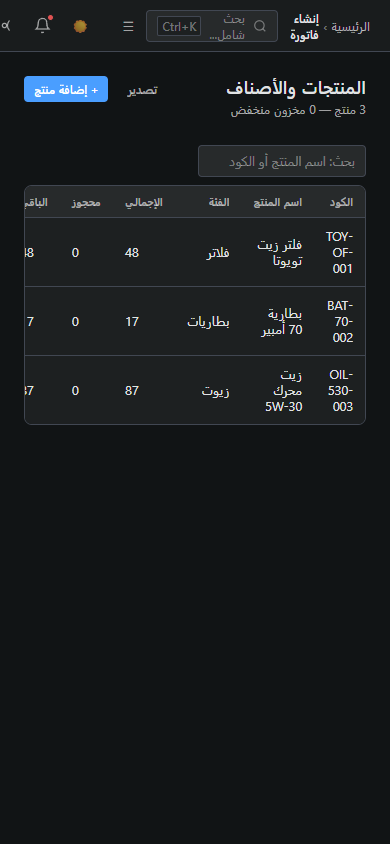 الرئيسية › إنشاء فاتورة
بحث شامل... Ctrl+K
المنتجات والأصناف
3 منتج — 0 مخزون منخفض
تصدير
+ إضافة منتج
بحث: اسم المنتج أو الكود
الكود اسم المنتج الفئة الإجمالي محجوز
TOY-OF-001 فلتر زيت تويوتا فلاتر 48 0
BAT-70-002 بطارية 70 أمبير بطاريات 17 0
OIL-530-003 زيت محرك 5W-30 زيوت 87 0